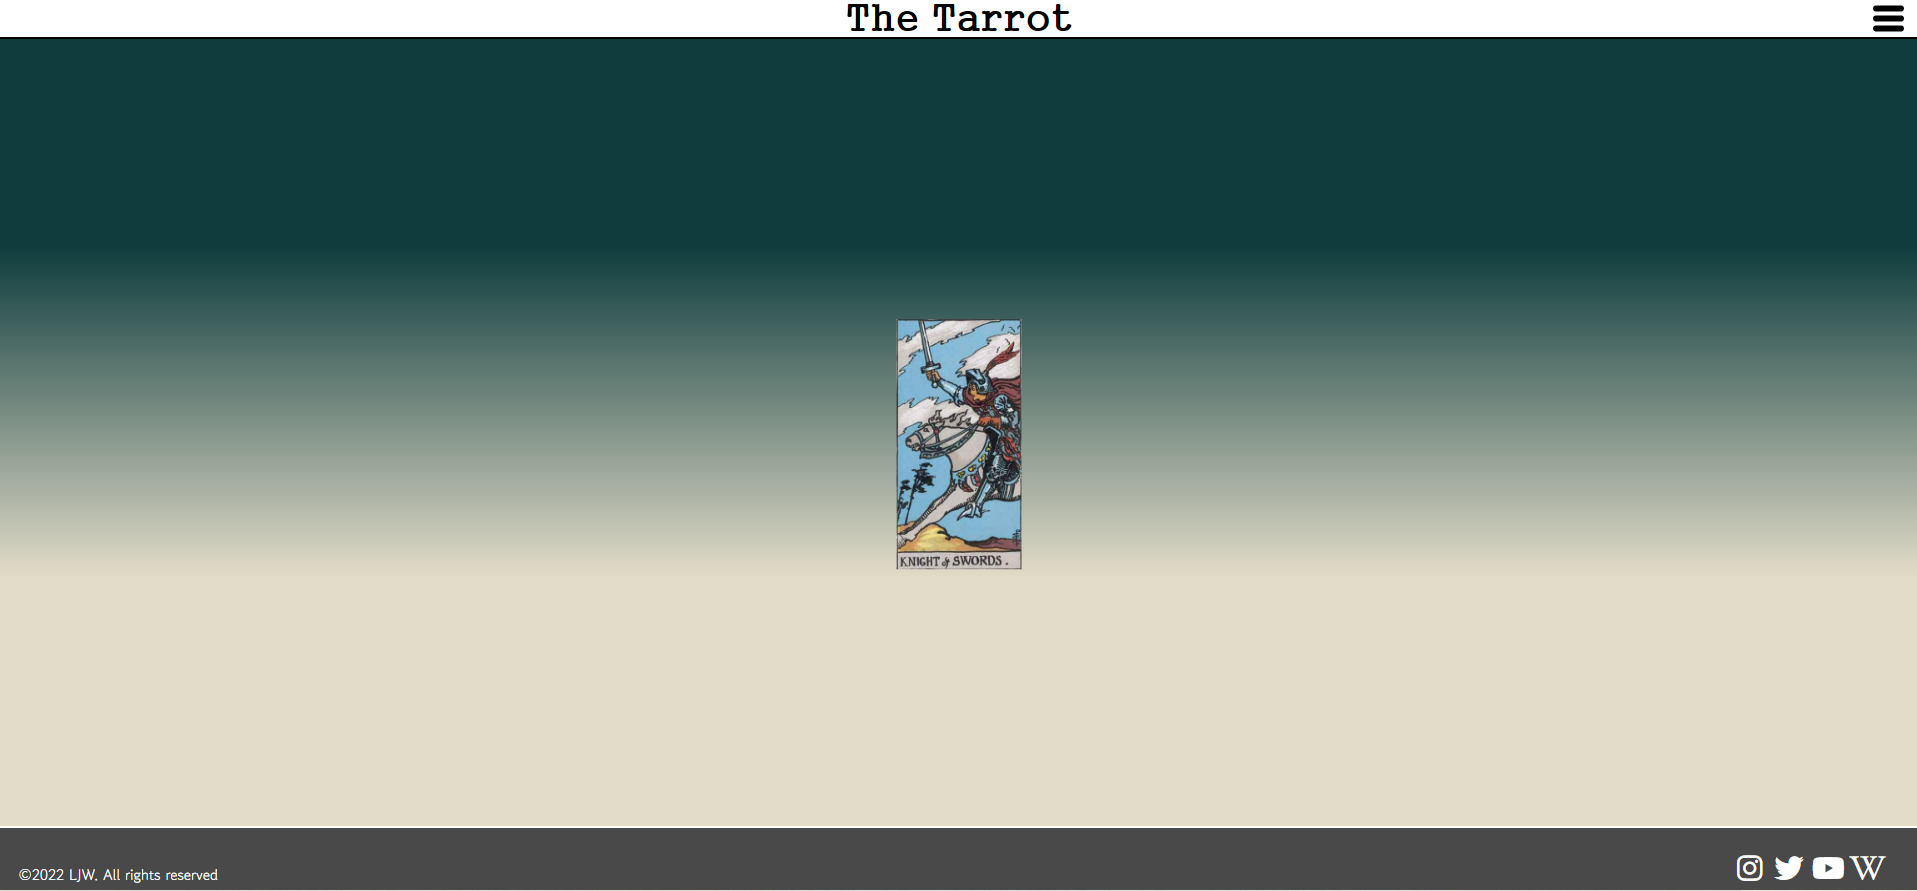 The Tarrot
KNIGHT of SWORDS.
©2022 LJW. All rights reserved
W